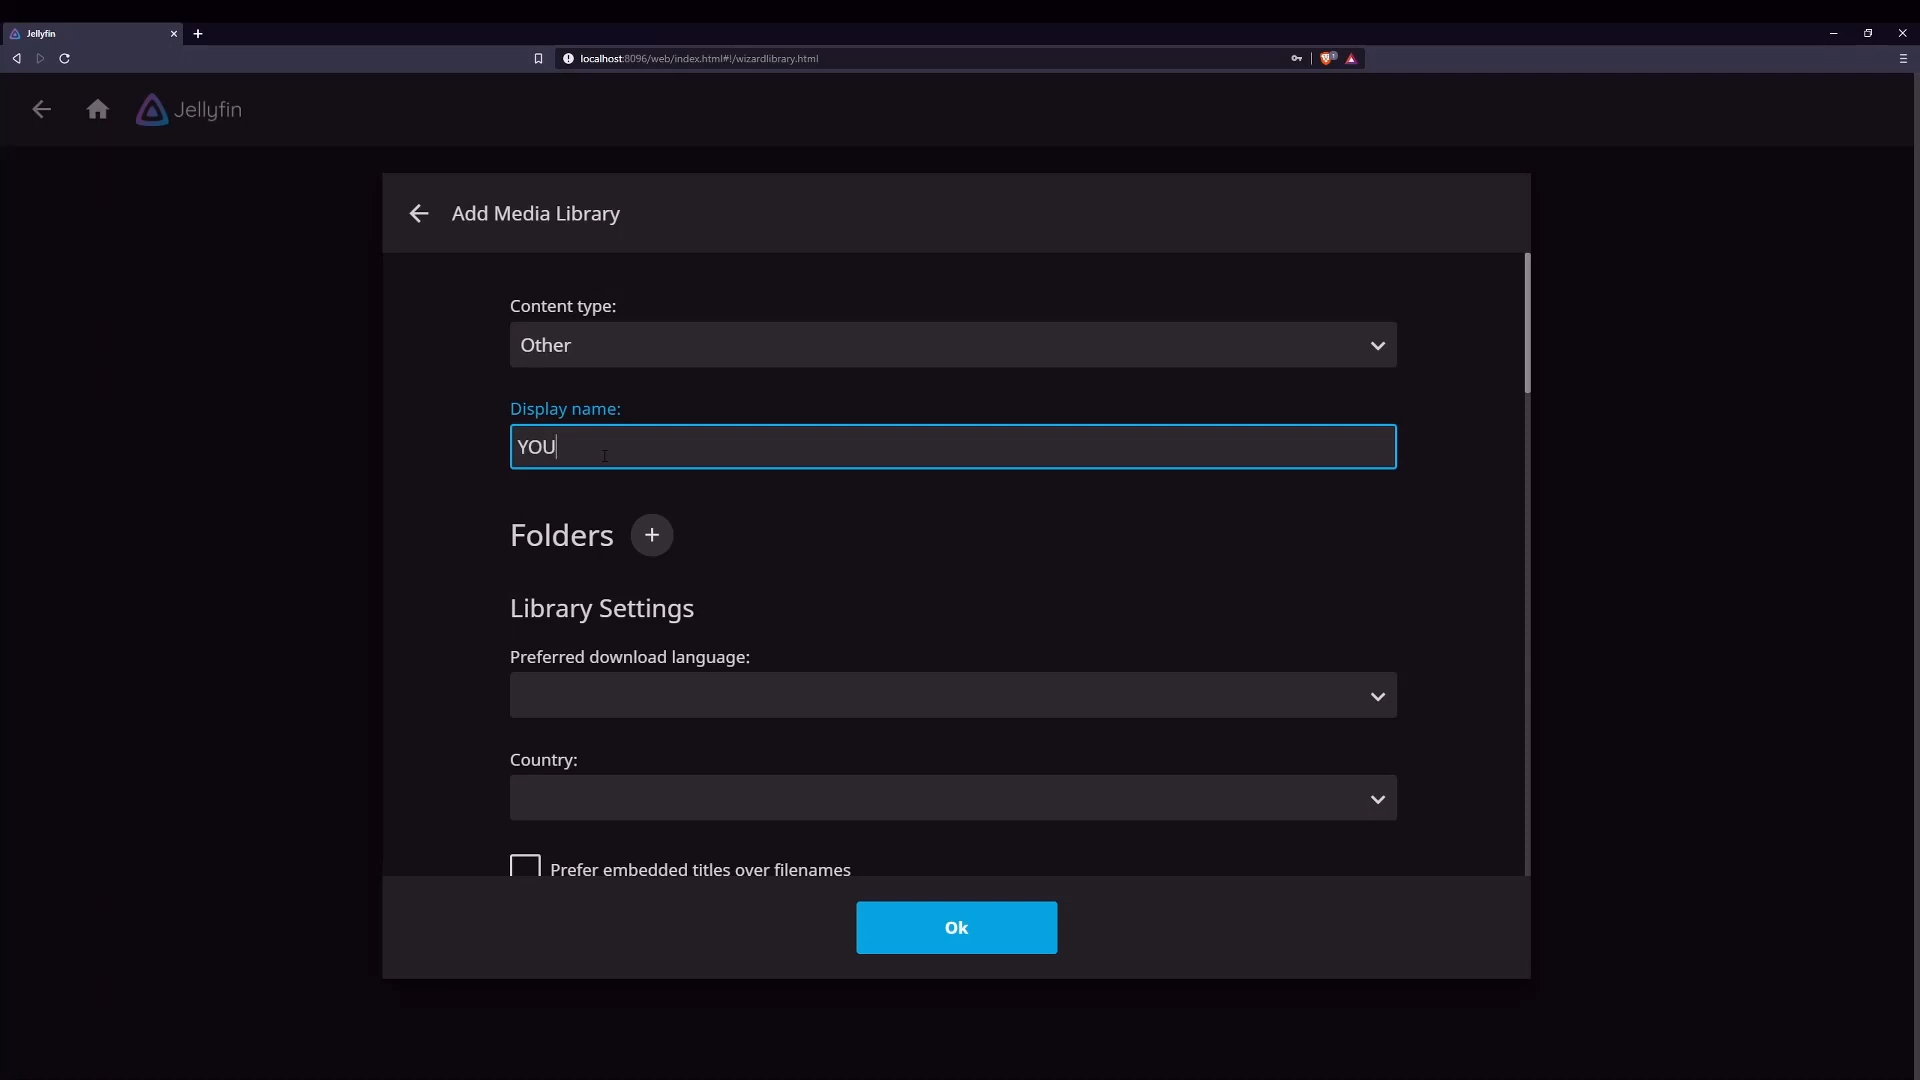 Jellyfin
localhost:8096/web/index.html#!/wizardlibrary.html
Jellyfin
Add Media Library
Content type:
Other
Display name:
YOU
Folders
Library Settings
Preferred download language:
Country:
Prefer embedded titles over filenames
Ok